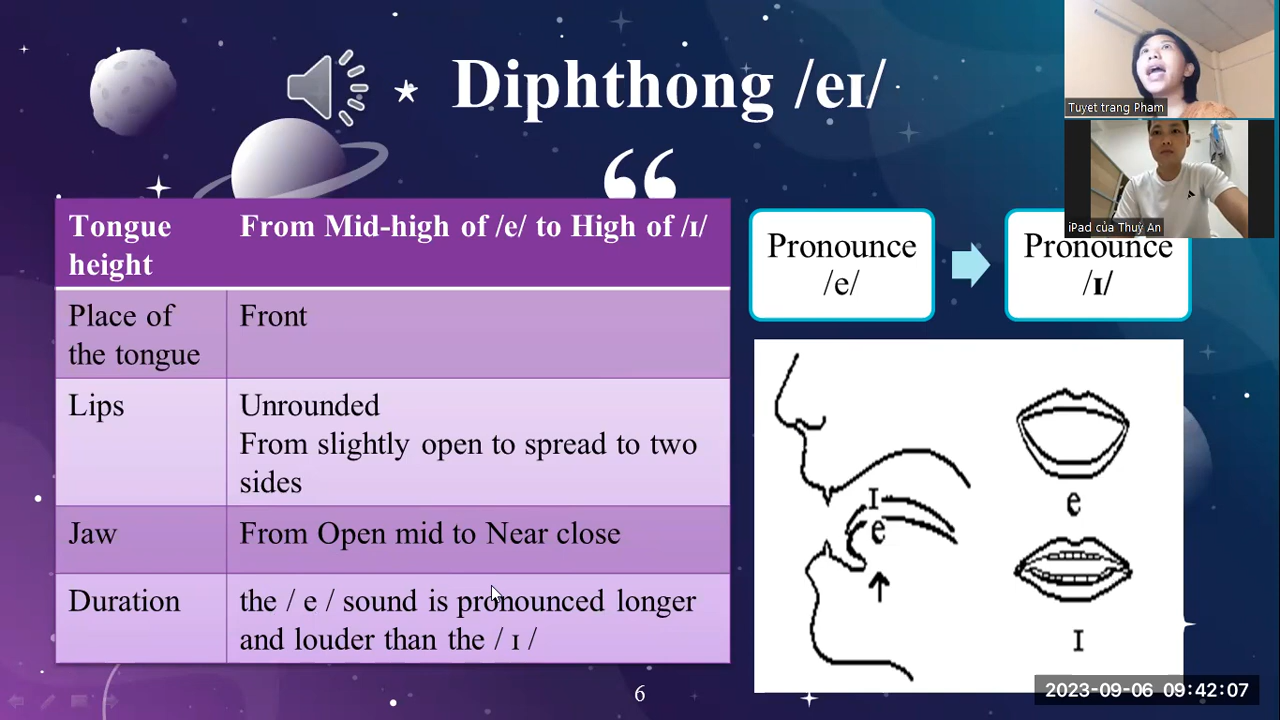 Diphthong /eɪ/
Tongue height
From Mid-high of /e/ to High of /ɪ/
Place of the tongue
Front
Lips
Unrounded
From slightly open to spread to two sides
Jaw
From Open mid to Near close
Duration
the / e / sound is pronounced longer and louder than the / ɪ /
Pronounce
/e/
Pronounce
/ɪ/
ɪ
e
e
ɪ
Tuyet trang Pham
iPad của Thuỳ An
6
2023-09-06 09:42:07